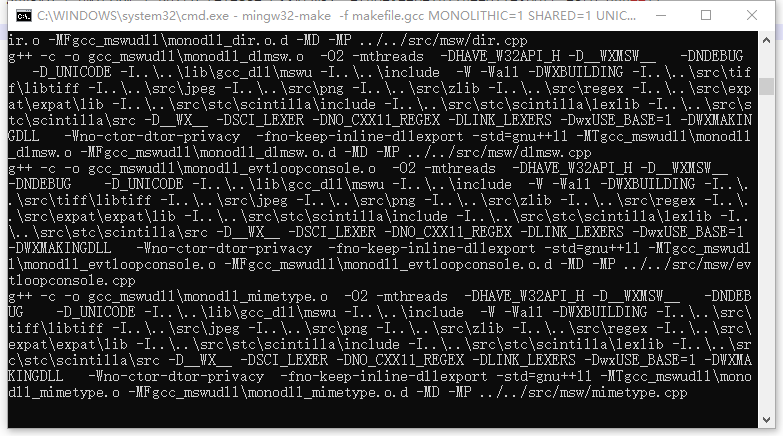 C:\WINDOWS\system32\cmd.exe - mingw32-make  -f makefile.gcc MONOLITHIC=1 SHARED=1 UNIC...
ir.o -MFgcc_mswudll\monodll_dir.o.d -MD -MP ../../src/msw/dir.cpp
g++ -c -o gcc_mswudll\monodll_dlmsw.o  -O2 -mthreads  -DHAVE_W32API_H -D__WXMSW__   -DNDEBUG
   -D_UNICODE -I..\..\lib\gcc_dll\mswu -I..\..\include  -W -Wall -DWXBUILDING -I..\..\src\tif
f\libtiff -I..\..\src\jpeg -I..\..\src\png -I..\..\src\zlib -I..\..\src\regex -I..\..\src\exp
at\expat\lib -I..\..\src\stc\scintilla\include -I..\..\src\stc\scintilla\lexlib -I..\..\src\s
tc\scintilla\src -D__WX__ -DSCI_LEXER -DNO_CXX11_REGEX -DLINK_LEXERS -DwxUSE_BASE=1 -DWXMAKIN
GDLL   -Wno-ctor-dtor-privacy  -fno-keep-inline-dllexport -std=gnu++11 -MTgcc_mswudll\monodll
_dlmsw.o -MFgcc_mswudll\monodll_dlmsw.o.d -MD -MP ../../src/msw/dlmsw.cpp
g++ -c -o gcc_mswudll\monodll_evtloopconsole.o  -O2 -mthreads  -DHAVE_W32API_H -D__WXMSW__
-DNDEBUG    -D_UNICODE -I..\..\lib\gcc_dll\mswu -I..\..\include  -W -Wall -DWXBUILDING -I..\.
.\src\tiff\libtiff -I..\..\src\jpeg -I..\..\src\png -I..\..\src\zlib -I..\..\src\regex -I..\.
.\src\expat\expat\lib -I..\..\src\stc\scintilla\include -I..\..\src\stc\scintilla\lexlib -I..
\..\src\stc\scintilla\src -D__WX__ -DSCI_LEXER -DNO_CXX11_REGEX -DLINK_LEXERS -DwxUSE_BASE=1
-DWXMAKINGDLL   -Wno-ctor-dtor-privacy  -fno-keep-inline-dllexport -std=gnu++11 -MTgcc_mswudl
l\monodll_evtloopconsole.o -MFgcc_mswudll\monodll_evtloopconsole.o.d -MD -MP ../../src/msw/ev
tloopconsole.cpp
g++ -c -o gcc_mswudll\monodll_mimetype.o  -O2 -mthreads  -DHAVE_W32API_H -D__WXMSW__   -DNDEB
UG    -D_UNICODE -I..\..\lib\gcc_dll\mswu -I..\..\include  -W -Wall -DWXBUILDING -I..\..\src\
tiff\libtiff -I..\..\src\jpeg -I..\..\src\png -I..\..\src\zlib -I..\..\src\regex -I..\..\src\
expat\expat\lib -I..\..\src\stc\scintilla\include -I..\..\src\stc\scintilla\lexlib -I..\..\sr
c\stc\scintilla\src -D__WX__ -DSCI_LEXER -DNO_CXX11_REGEX -DLINK_LEXERS -DwxUSE_BASE=1 -DWXMA
KINGDLL   -Wno-ctor-dtor-privacy  -fno-keep-inline-dllexport -std=gnu++11 -MTgcc_mswudll\mono
dll_mimetype.o -MFgcc_mswudll\monodll_mimetype.o.d -MD -MP ../../src/msw/mimetype.cpp